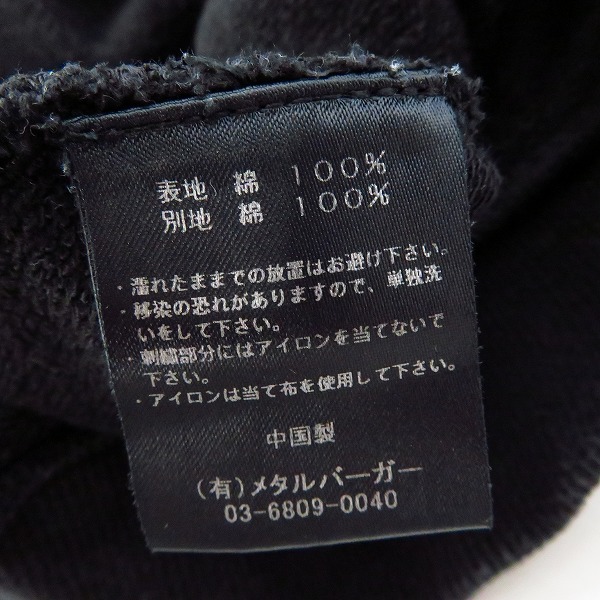 表地 綿 １００％
別地 綿 １００％
・濡れたままでの放置はお避け下さい。
・移染の恐れがありますので、単独洗
いをして下さい。
・刺繍部分にはアイロンを当てないで
下さい。
・アイロンは当て布を使用して下さい。
中国製
(有)メタルバーガー
03-6809-0040